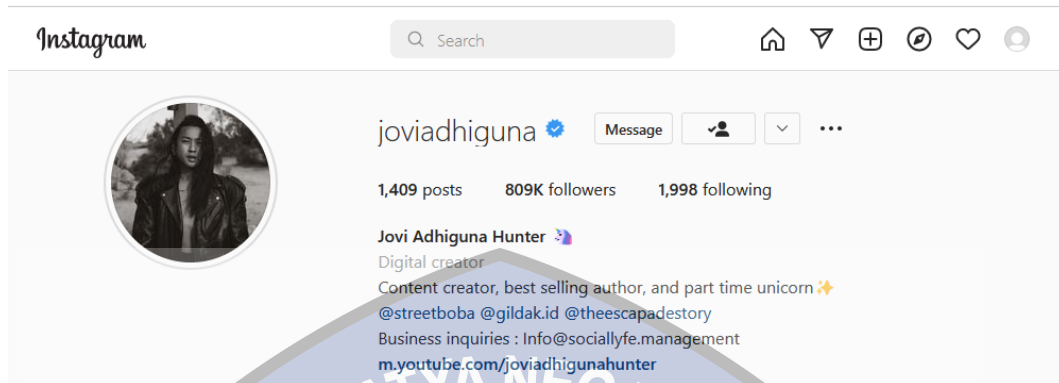 Instagram
Search
joviadhiguna
Message
1,409 posts 809K followers 1,998 following
Jovi Adhiguna Hunter 🦄
Digital creator
Content creator, best selling author, and part time unicorn✨
@streetboba @gildak.id @theescapadestory
Business inquiries : Info@sociallyfe.management
m.youtube.com/joviadhigunahunter